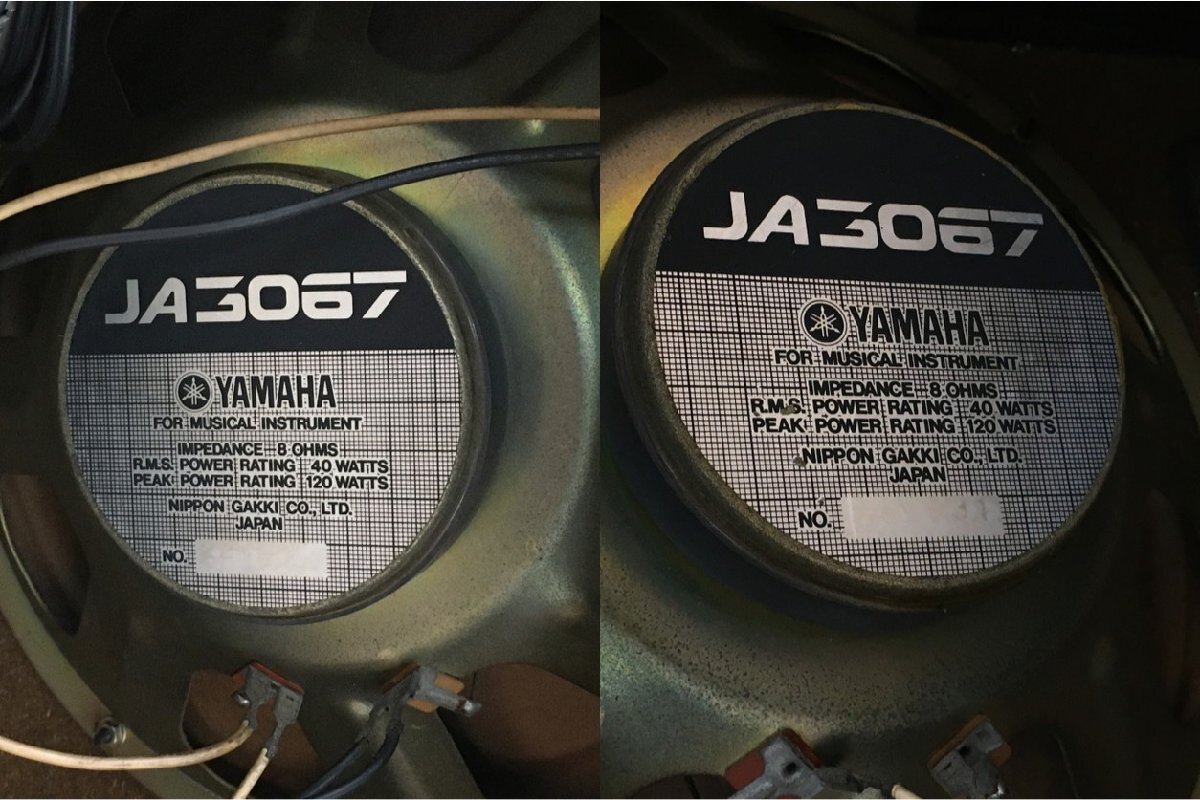 JA3067
YAMAHA
FOR MUSICAL INSTRUMENT
IMPEDANCE 8 OHMS
R.M.S. POWER RATING 40 WATTS
PEAK POWER RATING 120 WATTS
NIPPON GAKKI CO., LTD.
JAPAN
NO.
JA3067
YAMAHA
FOR MUSICAL INSTRUMENT
IMPEDANCE 8 OHMS
R.M.S. POWER RATING 40 WATTS
PEAK POWER RATING 120 WATTS
NIPPON GAKKI CO., LTD.
JAPAN
NO.